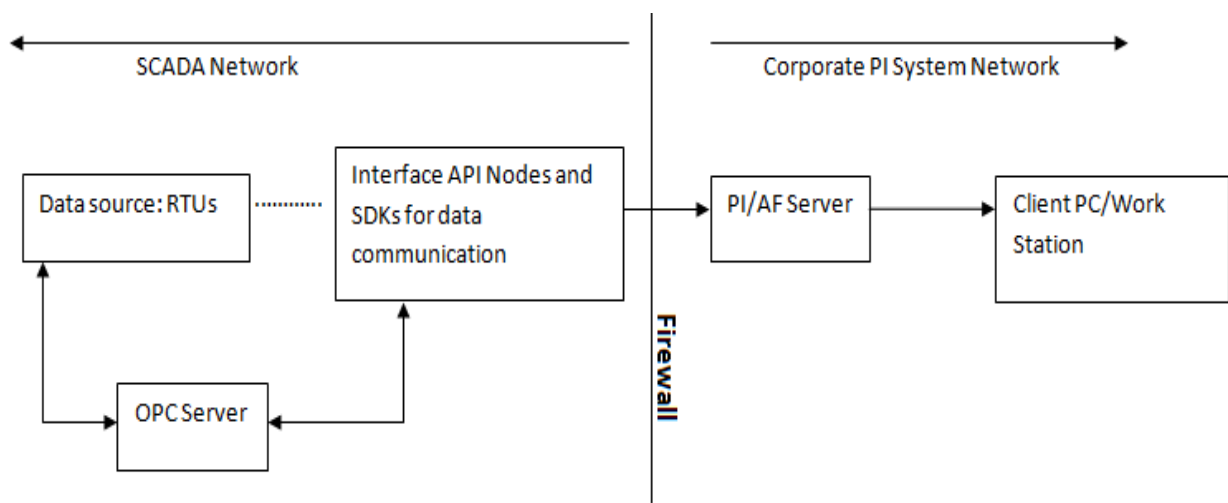 SCADA Network
Corporate PI System Network
Data source: RTUs
Interface API Nodes and
SDKs for data
communication
PI/AF Server
Client PC/Work
Station
Firewall
OPC Server